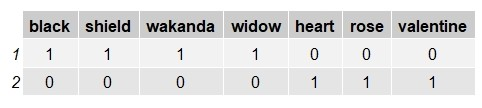 black shield wakanda widow heart rose valentine
1 1 1 1 1 0 0 0
2 0 0 0 0 1 1 1